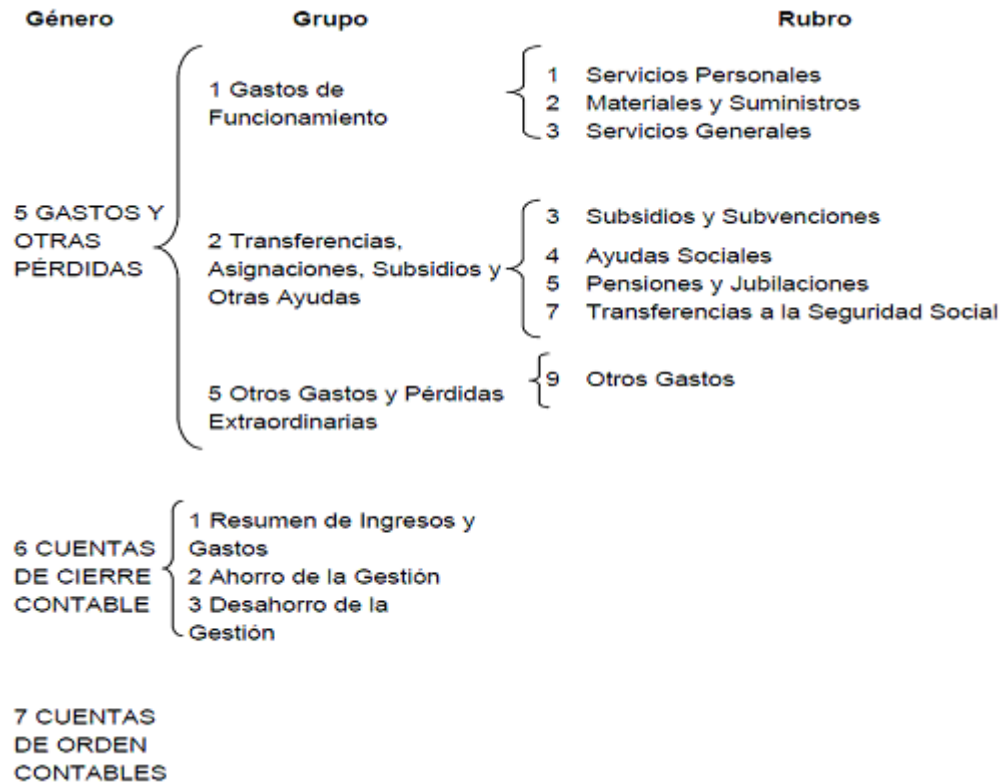 Género Grupo Rubro
1 Gastos de
Funcionamiento
1 Servicios Personales
2 Materiales y Suministros
3 Servicios Generales
5 GASTOS Y
OTRAS
PÉRDIDAS
2 Transferencias,
Asignaciones, Subsidios y
Otras Ayudas
3 Subsidios y Subvenciones
4 Ayudas Sociales
5 Pensiones y Jubilaciones
7 Transferencias a la Seguridad Social
5 Otros Gastos y Pérdidas
Extraordinarias
9 Otros Gastos
6 CUENTAS
DE CIERRE
CONTABLE
1 Resumen de Ingresos y
Gastos
2 Ahorro de la Gestión
3 Desahorro de la
Gestión
7 CUENTAS
DE ORDEN
CONTABLES